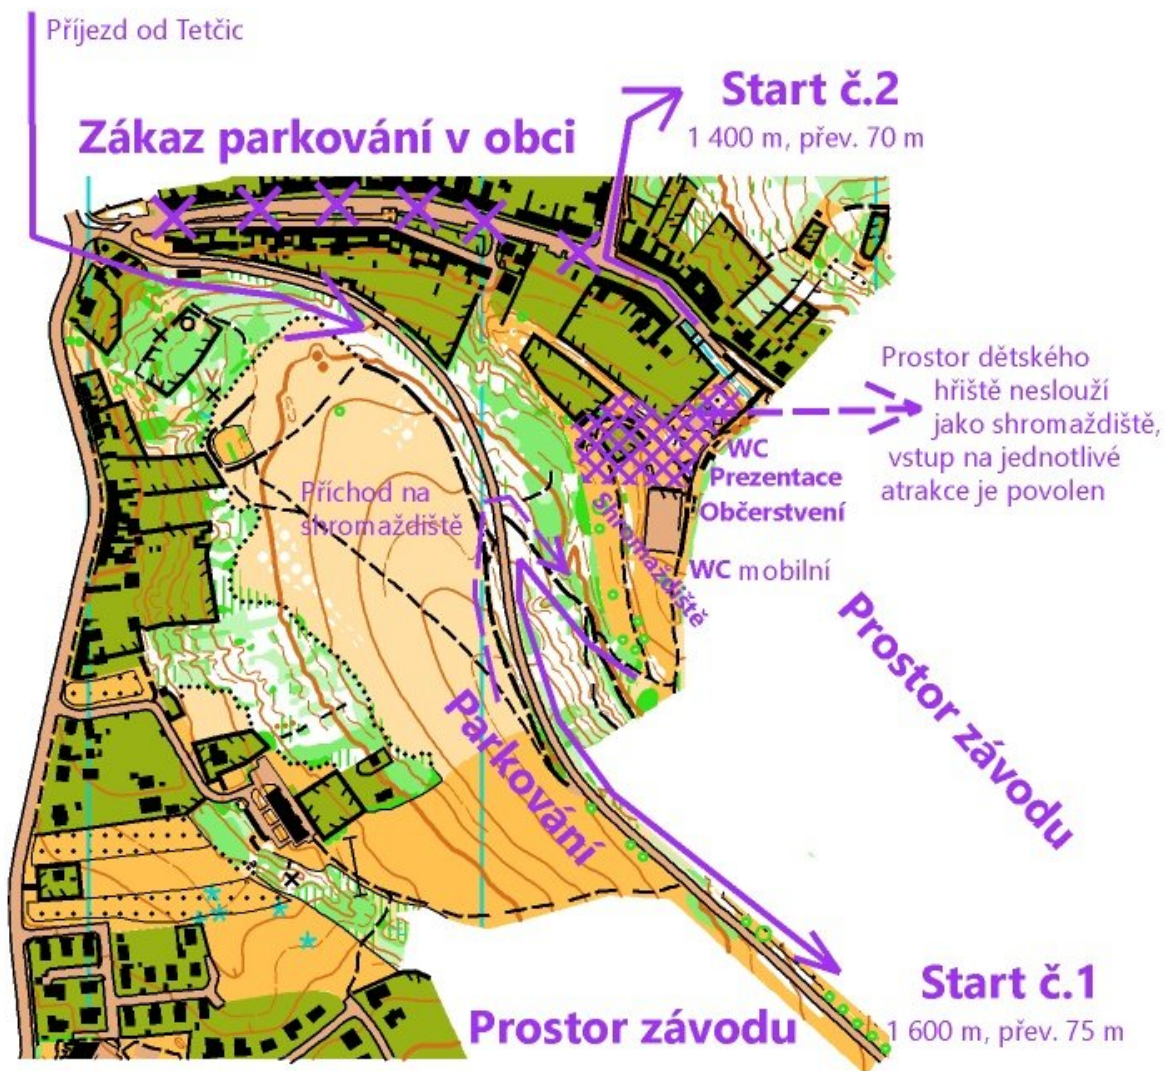 Příjezd od Tetčic
Start č.2
1 400 m, přev. 70 m
Zákaz parkování v obci
Prostor dětského
hřiště neslouží
jako shromaždiště,
vstup na jednotlivé
atrakce je povolen
WC
Prezentace
Občerstvení
Příchod na
shromaždiště
Shromaždiště
WC mobilní
Prostor závodu
Parkování
Start č.1
1 600 m, přev. 75 m
Prostor závodu